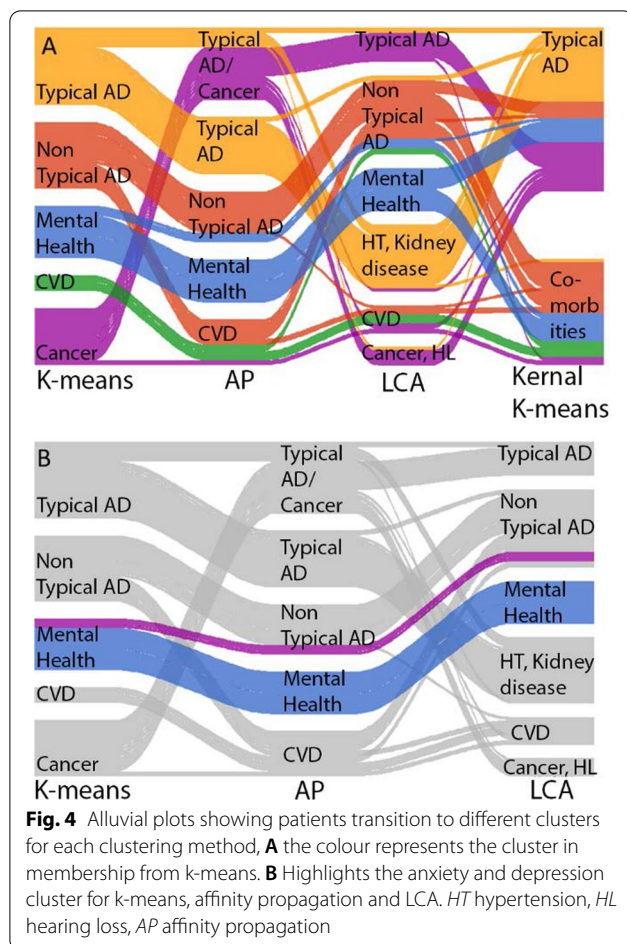 A
Typical AD
Non
Typical AD
Mental
Health
CVD
Cancer
K-means
Typical
AD/
Cancer
Typical
AD
Non
Typical AD
Mental
Health
CVD
AP
Typical AD
Non
Typical
AD
Mental
Health
HT, Kidney
disease
CVD
Cancer, HL
LCA
Typical
AD
Co-
morb
ities
Kernal
K-means
B
Typical AD
Non
Typical AD
Mental
Health
CVD
Cancer
K-means
Typical
AD/
Cancer
Typical
AD
Non
Typical AD
Mental
Health
CVD
AP
Typical AD
Non
Typical AD
Mental
Health
HT, Kidney
disease
CVD
Cancer, HL
LCA
Fig. 4 Alluvial plots showing patients transition to different clusters
for each clustering method, A the colour represents the cluster in
membership from k-means. B Highlights the anxiety and depression
cluster for k-means, affinity propagation and LCA. HT hypertension, HL
hearing loss, AP affinity propagation